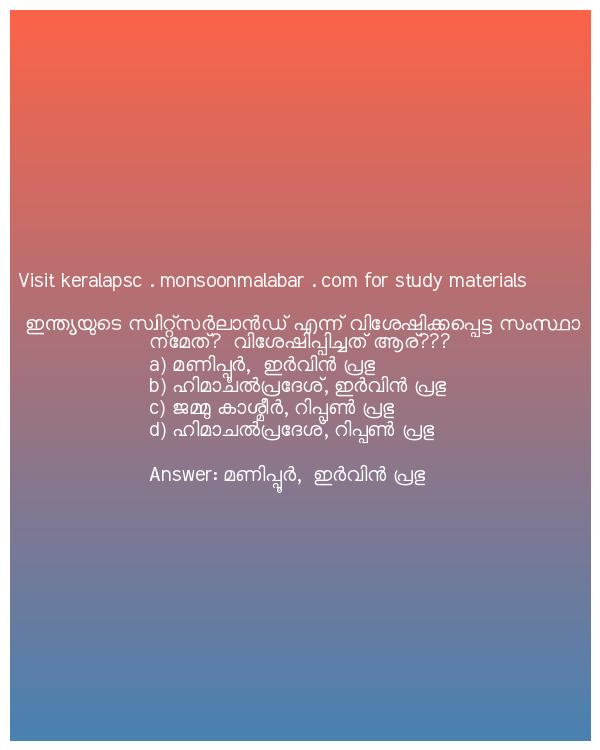 Visit keralapsc . monsoonmalabar . com for study materials
ഇന്ത്യയുടെ സ്വിറ്റ്സർലാൻഡ് എന്ന് വിശേഷിക്കപ്പെട്ട സംസ്ഥാ
നമേത്? വിശേഷിപ്പിച്ചത് ആര്???
a) മണിപ്പൂർ, ഇർവിൻ പ്രഭു
b) ഹിമാചൽപ്രദേശ്, ഇർവിൻ പ്രഭു
c) ജമ്മു കാശ്മീർ, റിപ്പൺ പ്രഭു
d) ഹിമാചൽപ്രദേശ്, റിപ്പൺ പ്രഭു
Answer: മണിപ്പൂർ, ഇർവിൻ പ്രഭു